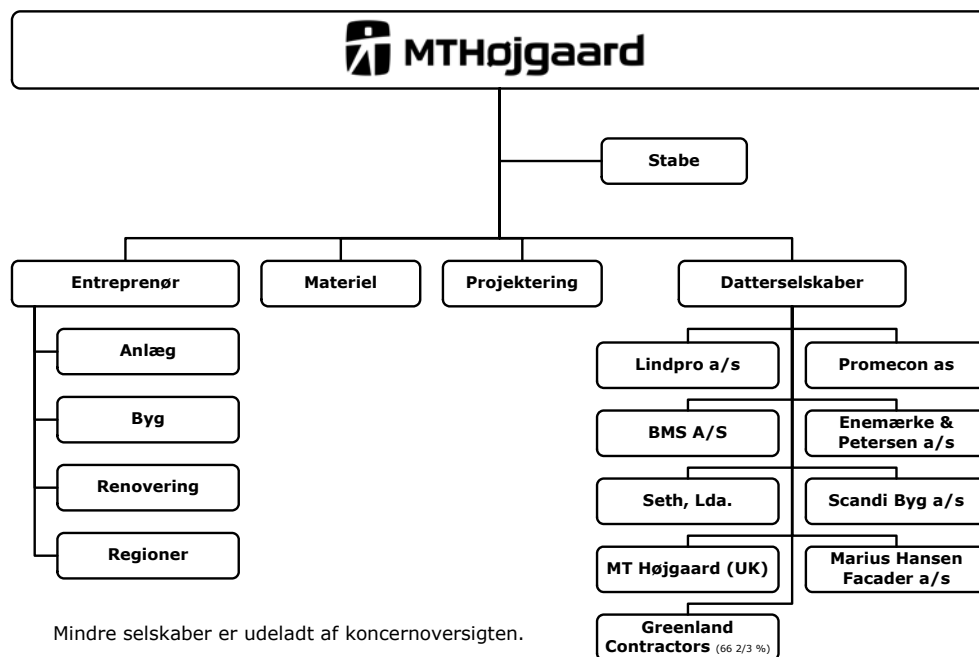 MTHøjgaard
Stabe
Entreprenør
Materiel
Projektering
Datterselskaber
Anlæg
Byg
Renovering
Regioner
Lindpro a/s
Promecon as
BMS A/S
Enemærke &
Petersen a/s
Seth, Lda.
Scandi Byg a/s
MT Højgaard (UK)
Marius Hansen
Facader a/s
Greenland
Contractors (66 2/3 %)
Mindre selskaber er udeladt af koncernoversigten.